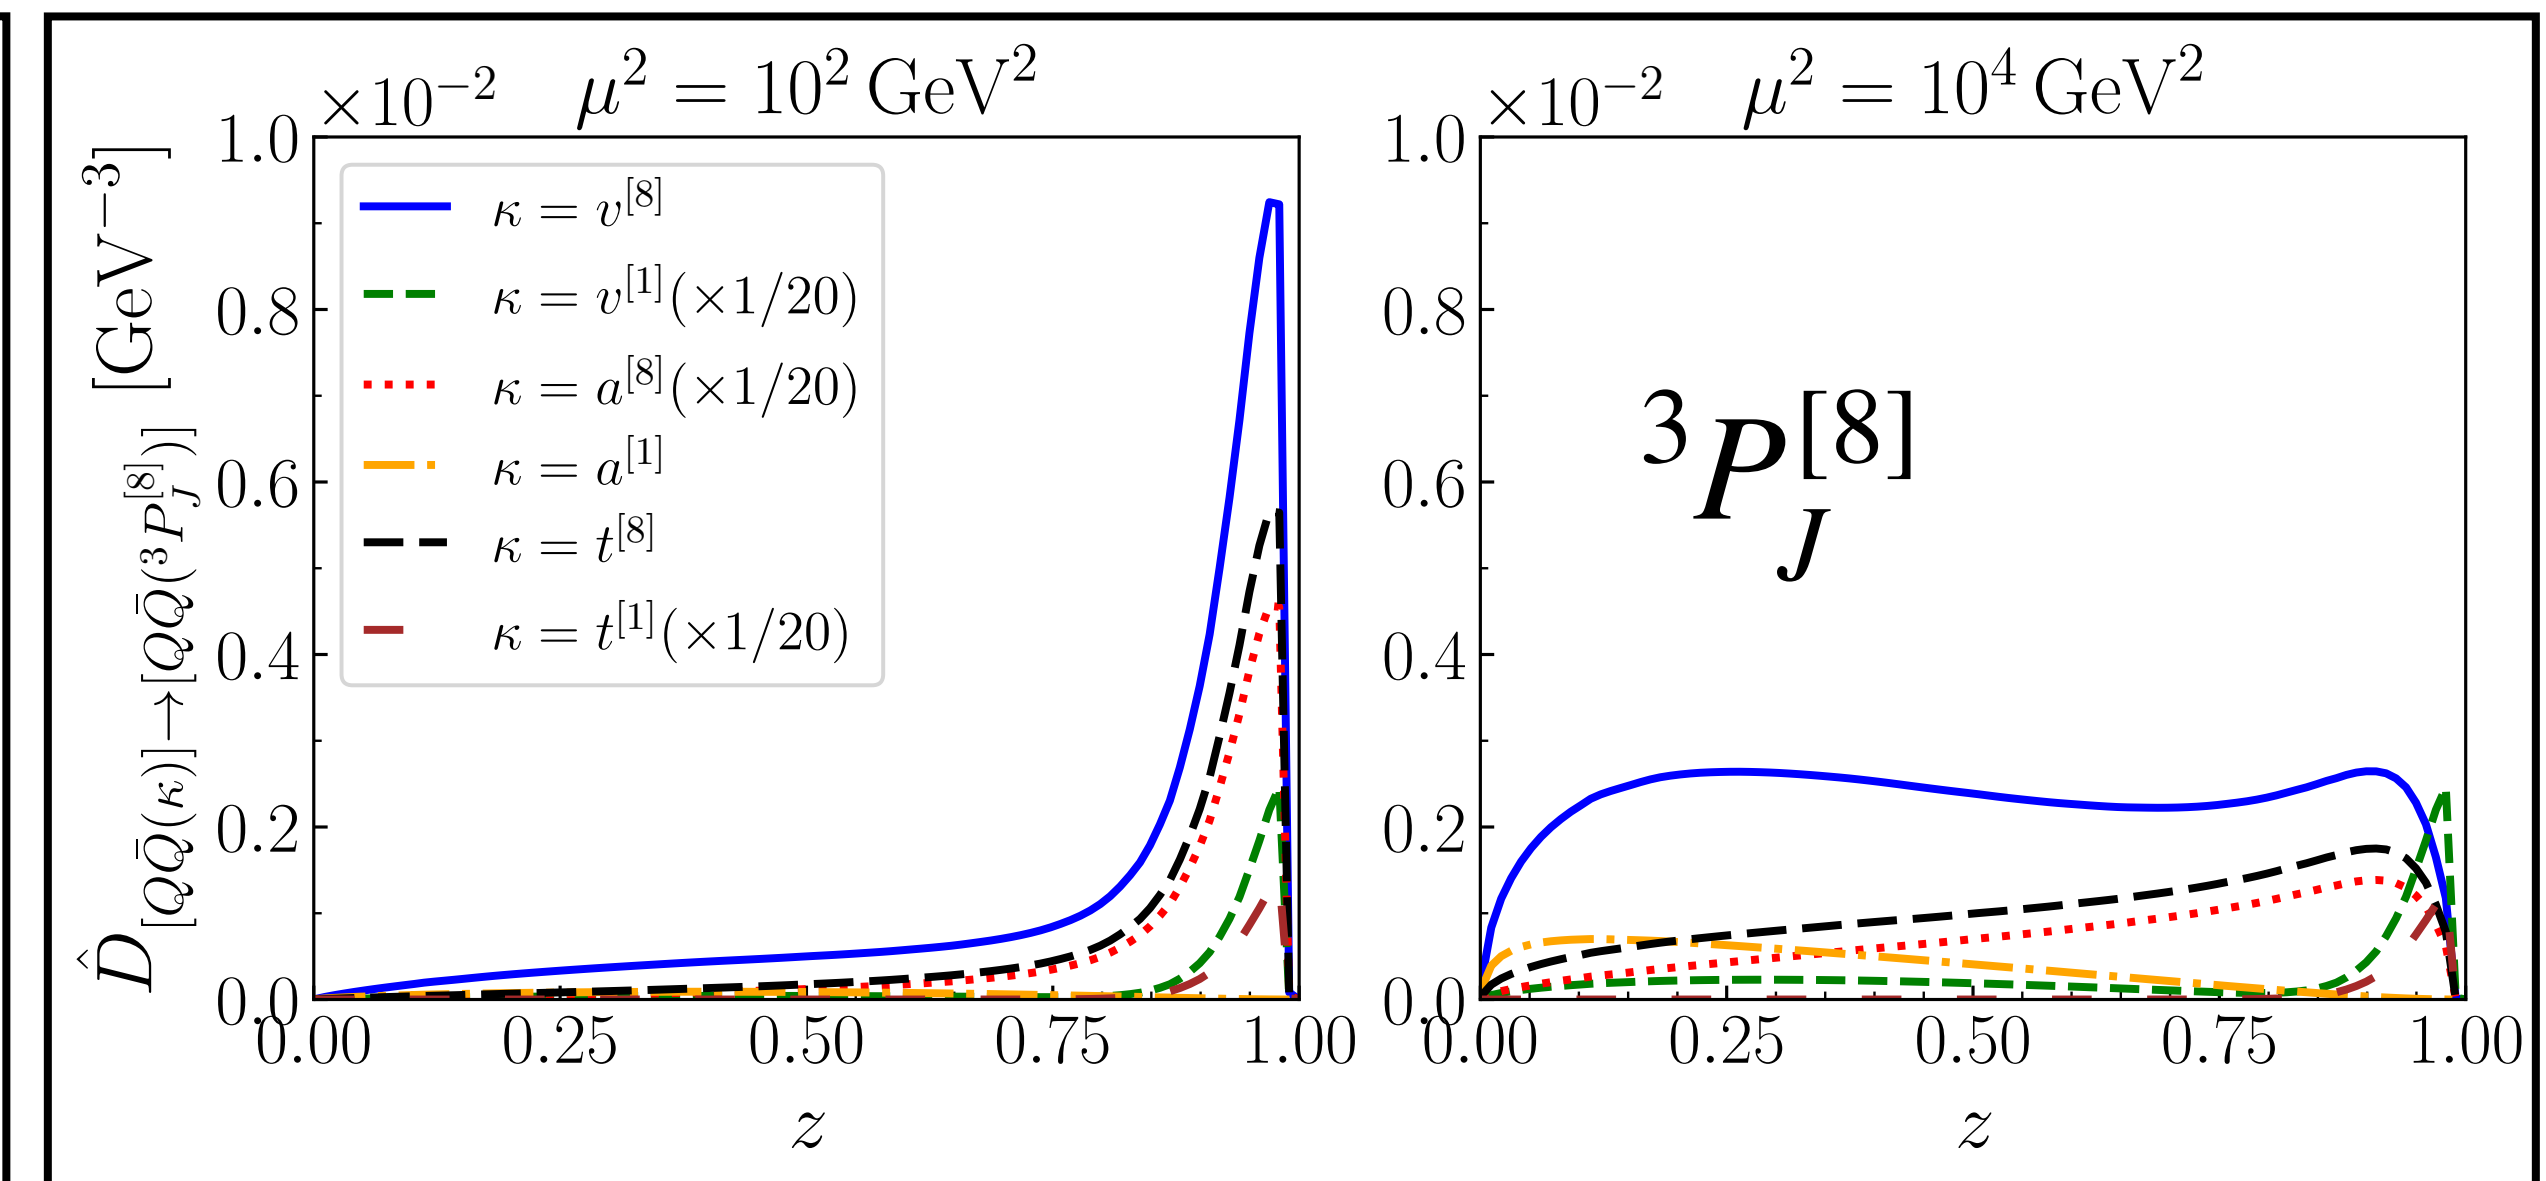 ×10⁻² μ² = 10² GeV²
D̂_{[QQ̄(κ)]→[QQ̄(³P_J^{[8]})]} [GeV⁻³]
1.0
0.8
0.6
0.4
0.2
0.0
κ = v^{[8]}
κ = v^{[1]}(×1/20)
κ = a^{[8]}(×1/20)
κ = a^{[1]}
κ = t^{[8]}
κ = t^{[1]}(×1/20)
0.00 0.25 0.50 0.75 1.00
z
×10⁻² μ² = 10⁴ GeV²
1.0
0.8
0.6
0.4
0.2
0.0
³P_J^{[8]}
0.00 0.25 0.50 0.75 1.00
z